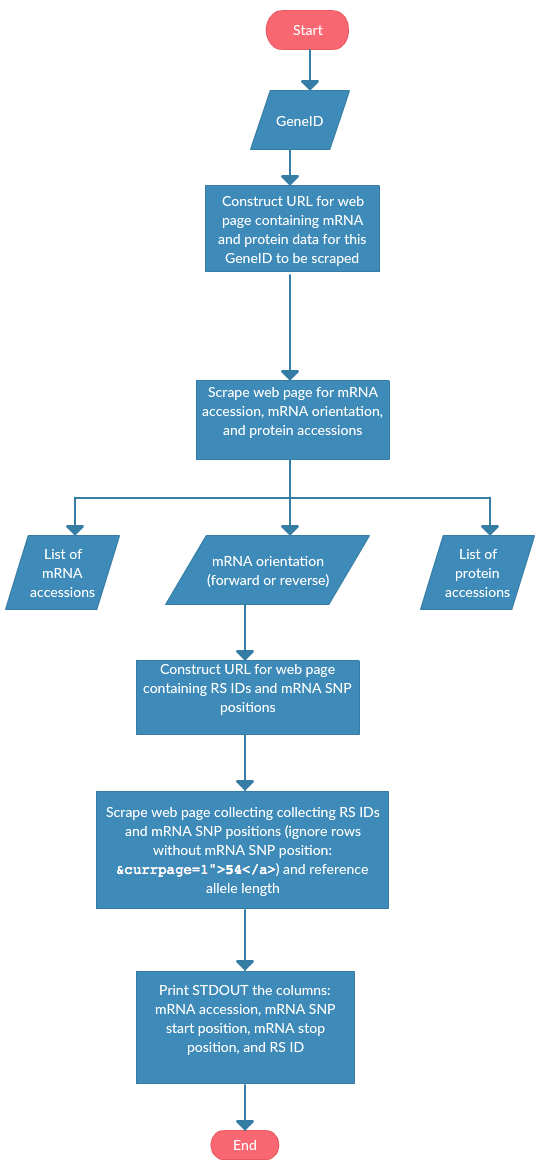 Start
GeneID
Construct URL for web
page containing mRNA
and protein data for this
GeneID to be scraped
Scrape web page for mRNA
accession, mRNA orientation,
and protein accessions
List of
mRNA
accessions
mRNA orientation
(forward or reverse)
List of
protein
accessions
Construct URL for web page
containing RS IDs and mRNA SNP
positions
Scrape web page collecting collecting RS IDs
and mRNA SNP positions (ignore rows
without mRNA SNP position:
&currpage=1">54</a>) and reference
allele length
Print STDOUT the columns:
mRNA accession, mRNA SNP
start position, mRNA stop
position, and RS ID
End